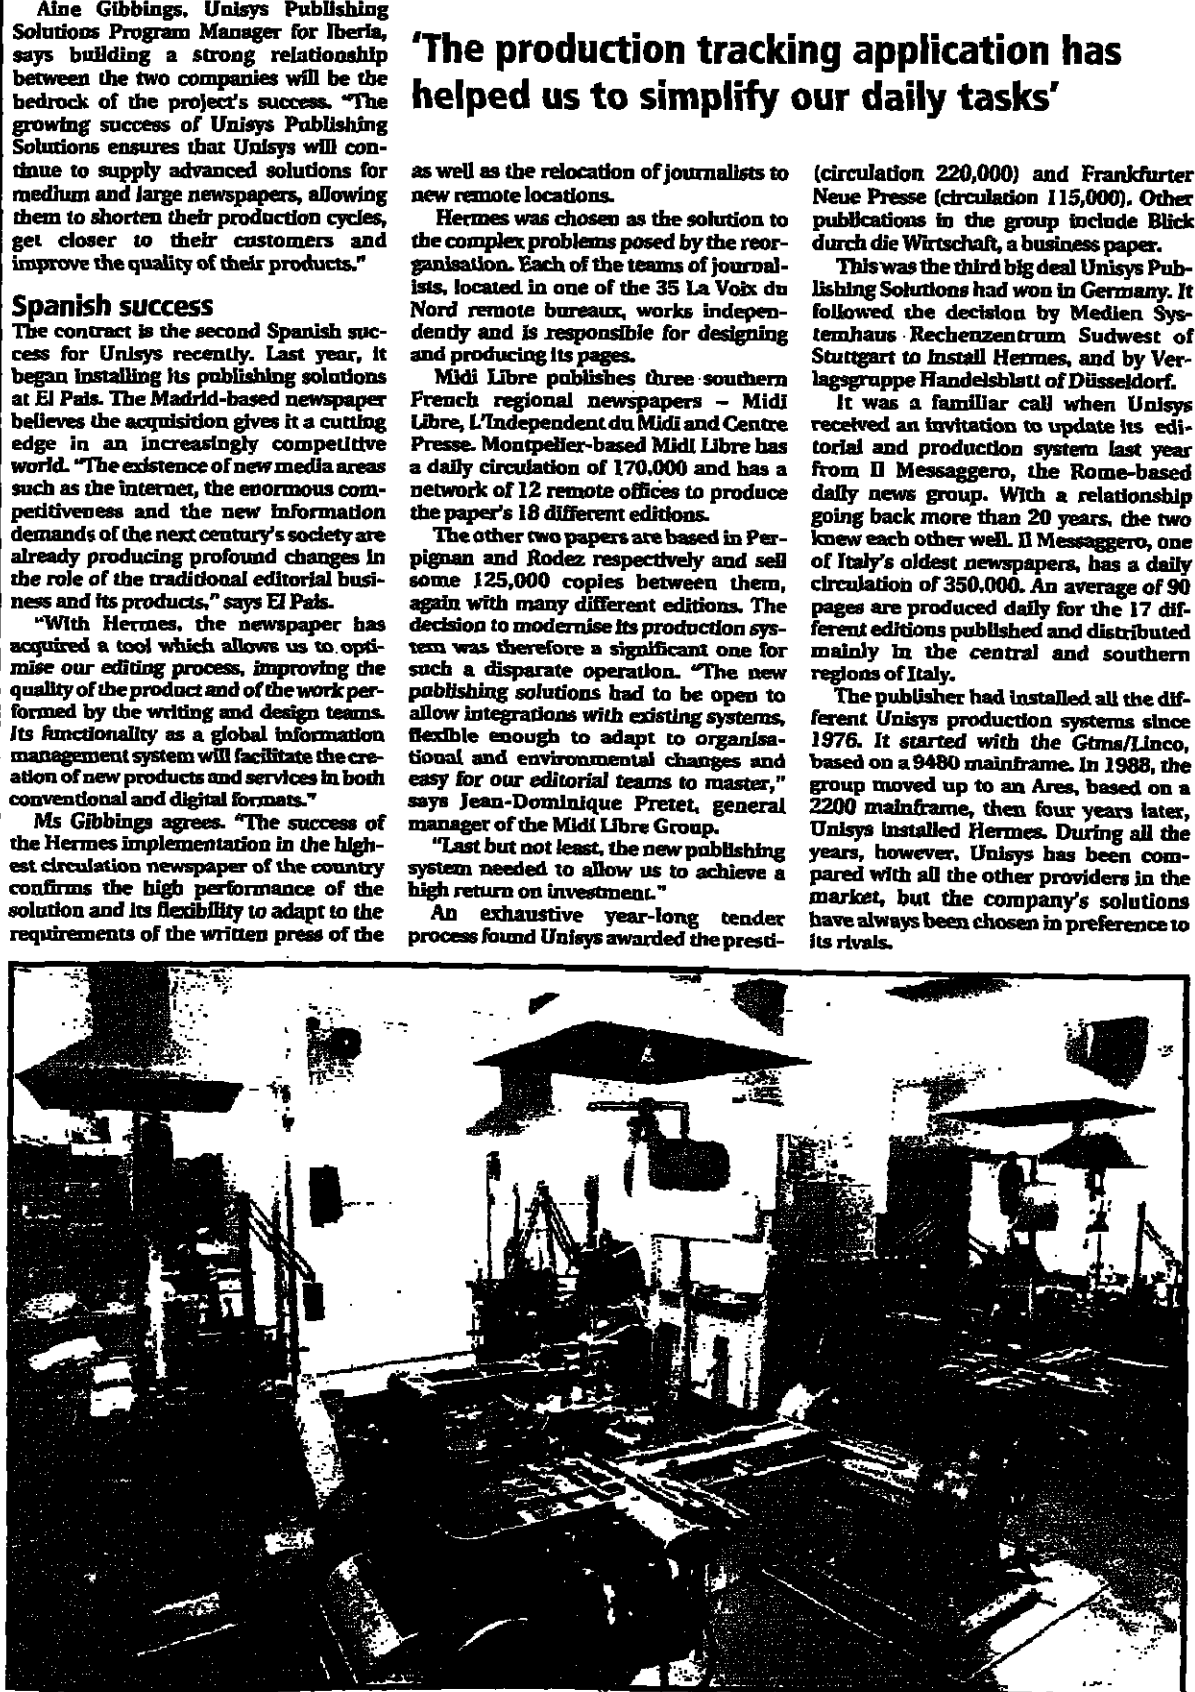 Aine Gibbings, Unisys Publishing
Solutions Program Manager for Iberia,
says building a strong relationship
between the two companies will be the
bedrock of the project's success. "The
growing success of Unisys Publishing
Solutions ensures that Unisys will con-
tinue to supply advanced solutions for
medium and large newspapers, allowing
them to shorten their production cycles,
get closer to their customers and
improve the quality of their products."
Spanish success
The contract is the second Spanish suc-
cess for Unisys recently. Last year, it
began installing its publishing solutions
at El Pais. The Madrid-based newspaper
believes the acquisition gives it a cutting
edge in an increasingly competitive
world. "The existence of new media areas
such as the internet, the enormous com-
petitiveness and the new information
demands of the next century's society are
already producing profound changes in
the role of the traditional editorial busi-
ness and its products," says El Pais.
"With Hermes, the newspaper has
acquired a tool which allows us to opti-
mise our editing process, improving the
quality of the product and of the work per-
formed by the writing and design teams.
Its functionality as a global information
management system will facilitate the cre-
ation of new products and services in both
conventional and digital formats."
Ms Gibbings agrees. "The success of
the Hermes implementation in the high-
est circulation newspaper of the country
confirms the high performance of the
solution and its flexibility to adapt to the
requirements of the written press of the
'The production tracking application has
helped us to simplify our daily tasks'
as well as the relocation of journalists to
new remote locations.
Hermes was chosen as the solution to
the complex problems posed by the reor-
ganisation. Each of the teams of journal-
ists, located in one of the 35 La Voix du
Nord remote bureaux, works indepen-
dently and is responsible for designing
and producing its pages.
Midi Libre publishes three southern
French regional newspapers – Midi
Libre, L'Independent du Midi and Centre
Presse. Montpelier-based Midi Libre has
a daily circulation of 170,000 and has a
network of 12 remote offices to produce
the paper's 18 different editions.
The other two papers are based in Per-
pignan and Rodez respectively and sell
some 125,000 copies between them,
again with many different editions. The
decision to modernise its production sys-
tem was therefore a significant one for
such a disparate operation. "The new
publishing solutions had to be open to
allow integrations with existing systems,
flexible enough to adapt to organisa-
tional and environmental changes and
easy for our editorial teams to master,"
says Jean-Dominique Pretet, general
manager of the Midi Libre Group.
"Last but not least, the new publishing
system needed to allow us to achieve a
high return on investment."
An exhaustive year-long tender
process found Unisys awarded the presti-
(circulation 220,000) and Frankfurter
Neue Presse (circulation 115,000). Other
publications in the group include Blick
durch die Wirtschaft, a business paper.
This was the third big deal Unisys Pub-
lishing Solutions had won in Germany. It
followed the decision by Medien Sys-
temhaus Rechenzentrum Sudwest of
Stuttgart to install Hermes, and by Ver-
lagsgruppe Handelsblatt of Düsseldorf.
It was a familiar call when Unisys
received an invitation to update its edi-
torial and production system last year
from Il Messaggero, the Rome-based
daily news group. With a relationship
going back more than 20 years, the two
knew each other well. Il Messaggero, one
of Italy's oldest newspapers, has a daily
circulation of 350,000. An average of 90
pages are produced daily for the 17 dif-
ferent editions published and distributed
mainly in the central and southern
regions of Italy.
The publisher had installed all the dif-
ferent Unisys production systems since
1976. It started with the Gtms/Linco,
based on a 9480 mainframe. In 1988, the
group moved up to an Ares, based on a
2200 mainframe, then four years later,
Unisys installed Hermes. During all the
years, however, Unisys has been com-
pared with all the other providers in the
market, but the company's solutions
have always been chosen in preference to
its rivals.